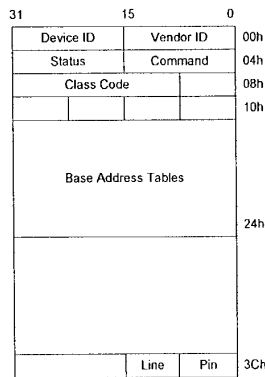 31 15 0
Device ID Vendor ID 00h
Status Command 04h
Class Code 08h
10h
Base Address Tables
24h
Line Pin 3Ch